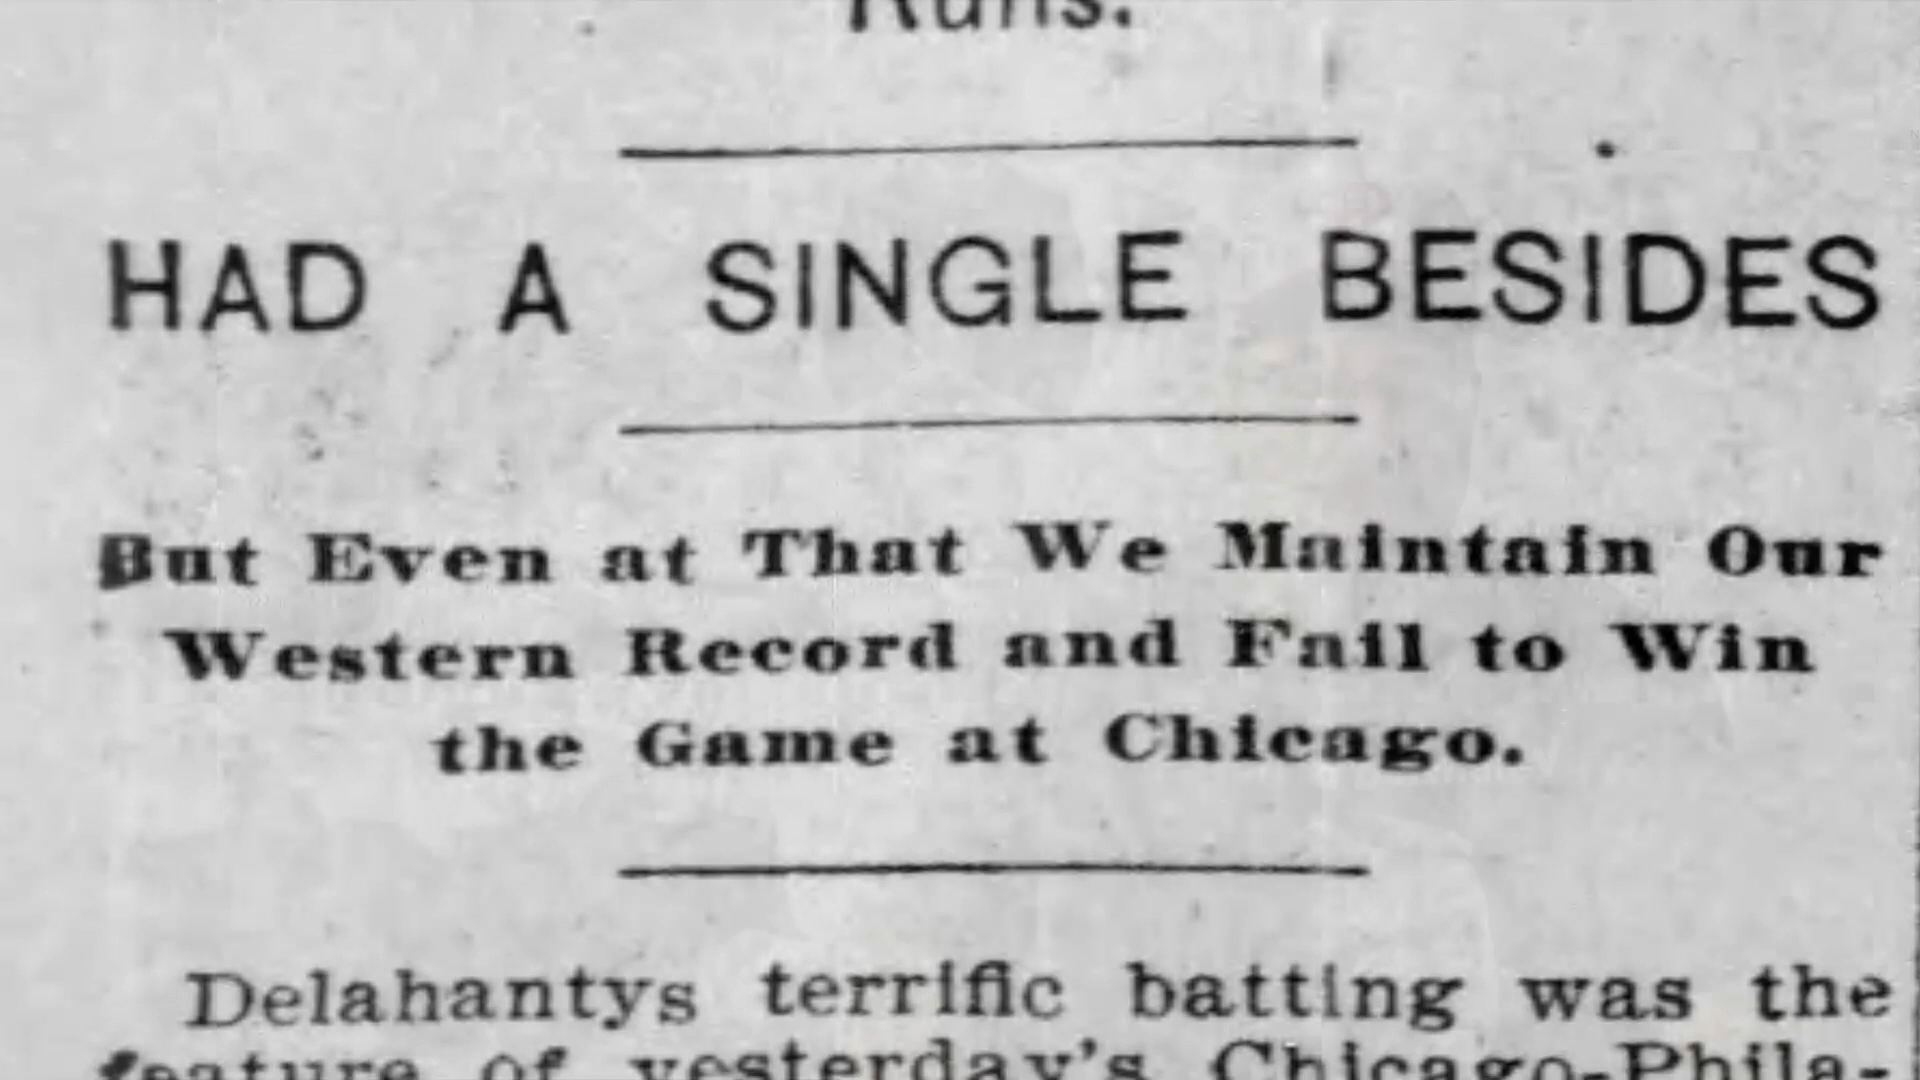 Runs.
HAD A SINGLE BESIDES
But Even at That We Maintain Our
Western Record and Fail to Win
the Game at Chicago.
Delahantys terrific batting was the
feature of yesterday's Chicago-Phila-